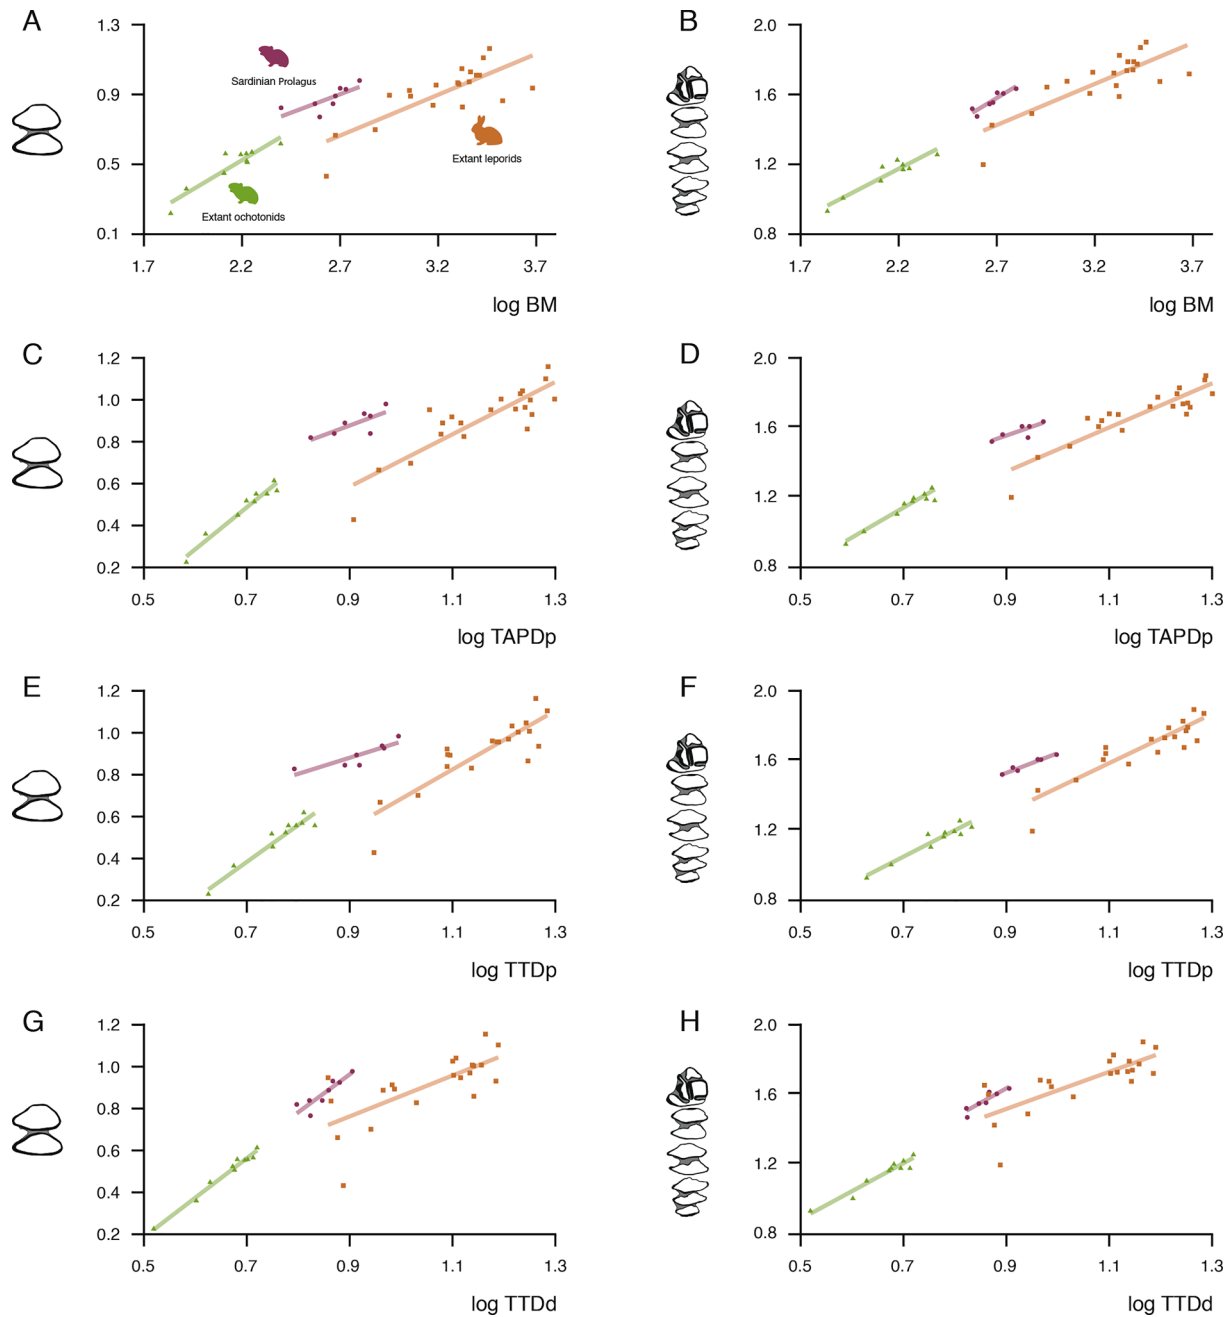 A
1.3
0.9
0.5
0.1
1.7 2.2 2.7 3.2 3.7
log BM
Sardinian Prolagus
Extant leporids
Extant ochotonids
B
2.0
1.6
1.2
0.8
1.7 2.2 2.7 3.2 3.7
log BM
C
1.2
1.0
0.8
0.6
0.4
0.2
0.5 0.7 0.9 1.1 1.3
log TAPDp
D
2.0
1.6
1.2
0.8
0.5 0.7 0.9 1.1 1.3
log TAPDp
E
1.2
1.0
0.8
0.6
0.4
0.2
0.5 0.7 0.9 1.1 1.3
log TTDp
F
2.0
1.6
1.2
0.8
0.5 0.7 0.9 1.1 1.3
log TTDp
G
1.2
1.0
0.8
0.6
0.4
0.2
0.5 0.7 0.9 1.1 1.3
log TTDd
H
2.0
1.6
1.2
0.8
0.5 0.7 0.9 1.1 1.3
log TTDd